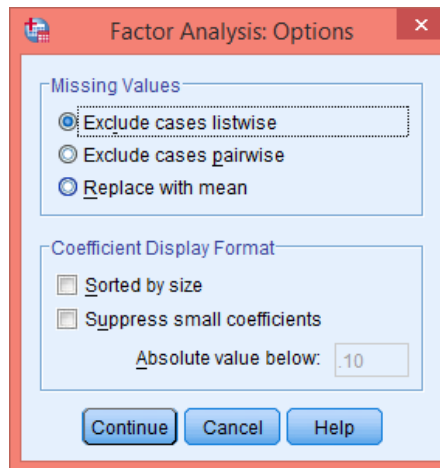 Factor Analysis: Options
Missing Values
Exclude cases listwise
Exclude cases pairwise
Replace with mean
Coefficient Display Format
Sorted by size
Suppress small coefficients
Absolute value below: .10
Continue Cancel Help